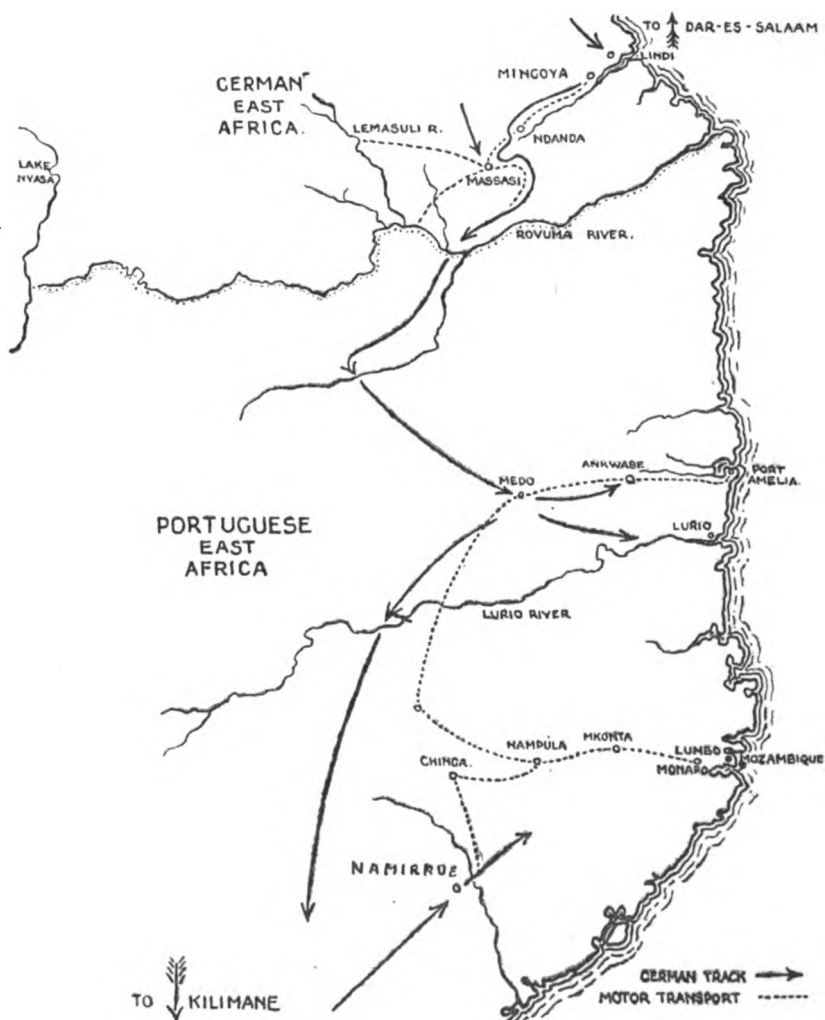 TO DAR-ES-SALAAM
LINDI
MINGOYA
GERMAN
EAST
AFRICA.
LEMASULI R.
NDANDA
LAKE
NYASA
MASSASI
ROVUMA RIVER.
MEDO
ANKWABE
PORT
AMELIA.
PORTUGUESE
EAST
AFRICA
LURIO
LURIO RIVER
NAMPULA
MKONTA
LUMBO
MOZAMBIQUE
CHINGA.
MONAPO
NAMIRRUE
GERMAN TRACK
MOTOR TRANSPORT
TO KILIMANE